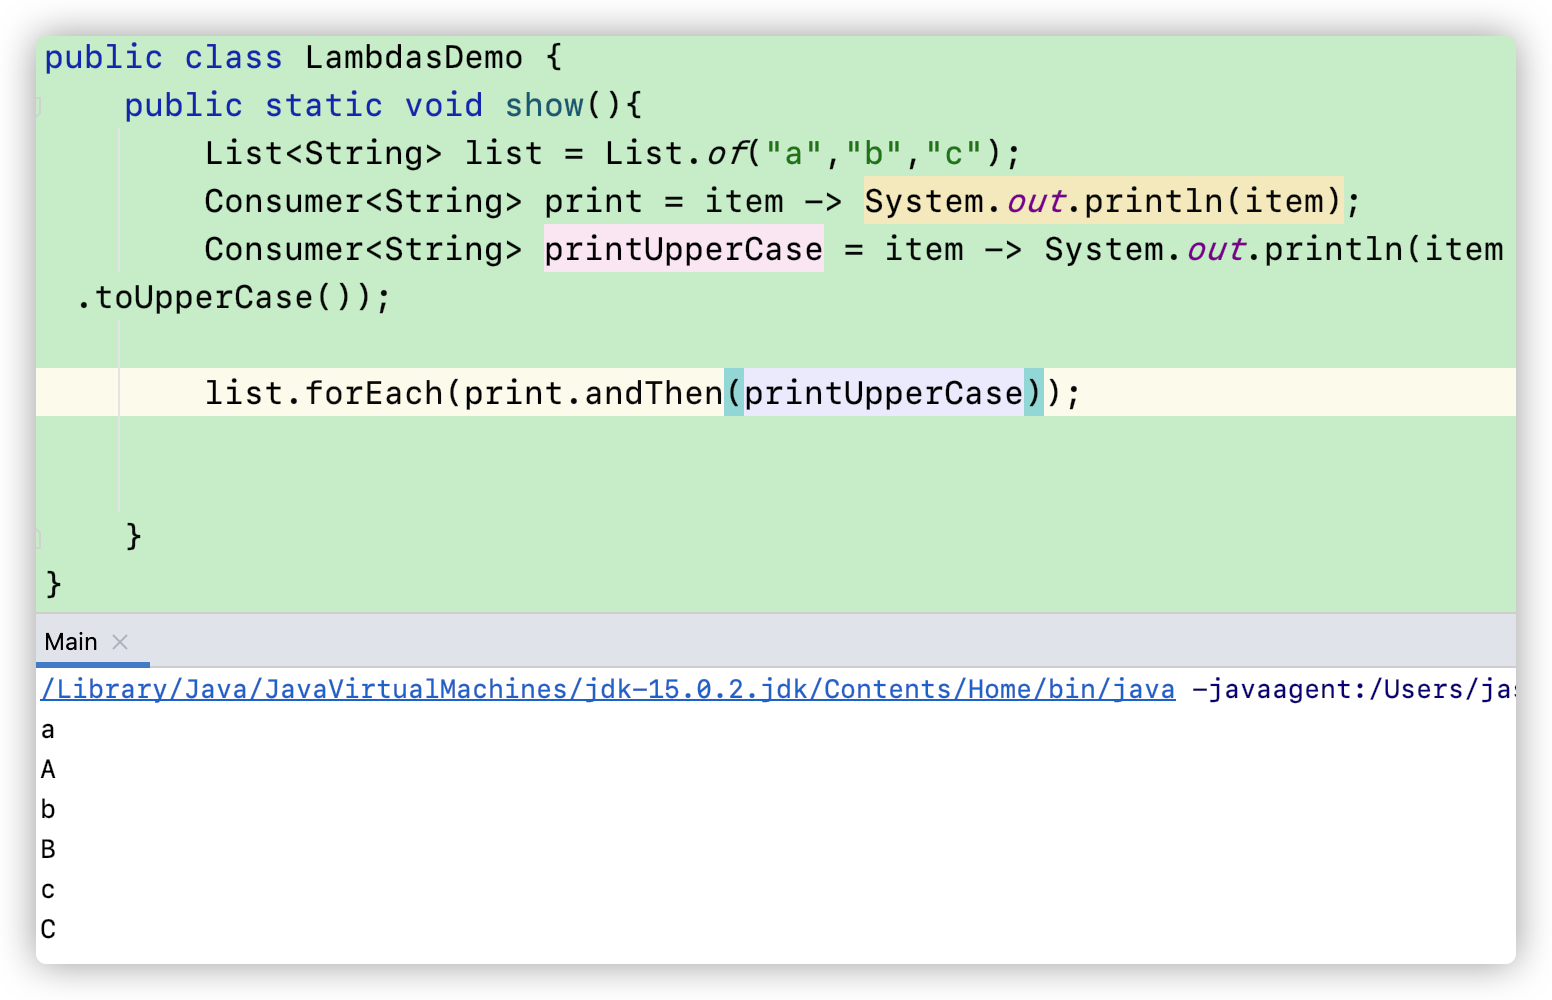 public class LambdasDemo {
public static void show(){
List<String> list = List.of("a","b","c");
Consumer<String> print = item -> System.out.println(item);
Consumer<String> printUpperCase = item -> System.out.println(item
.toUpperCase());
list.forEach(print.andThen(printUpperCase));
}
}
Main
/Library/Java/JavaVirtualMachines/jdk-15.0.2.jdk/Contents/Home/bin/java -javaagent:/Users/jas
a
A
b
B
c
C